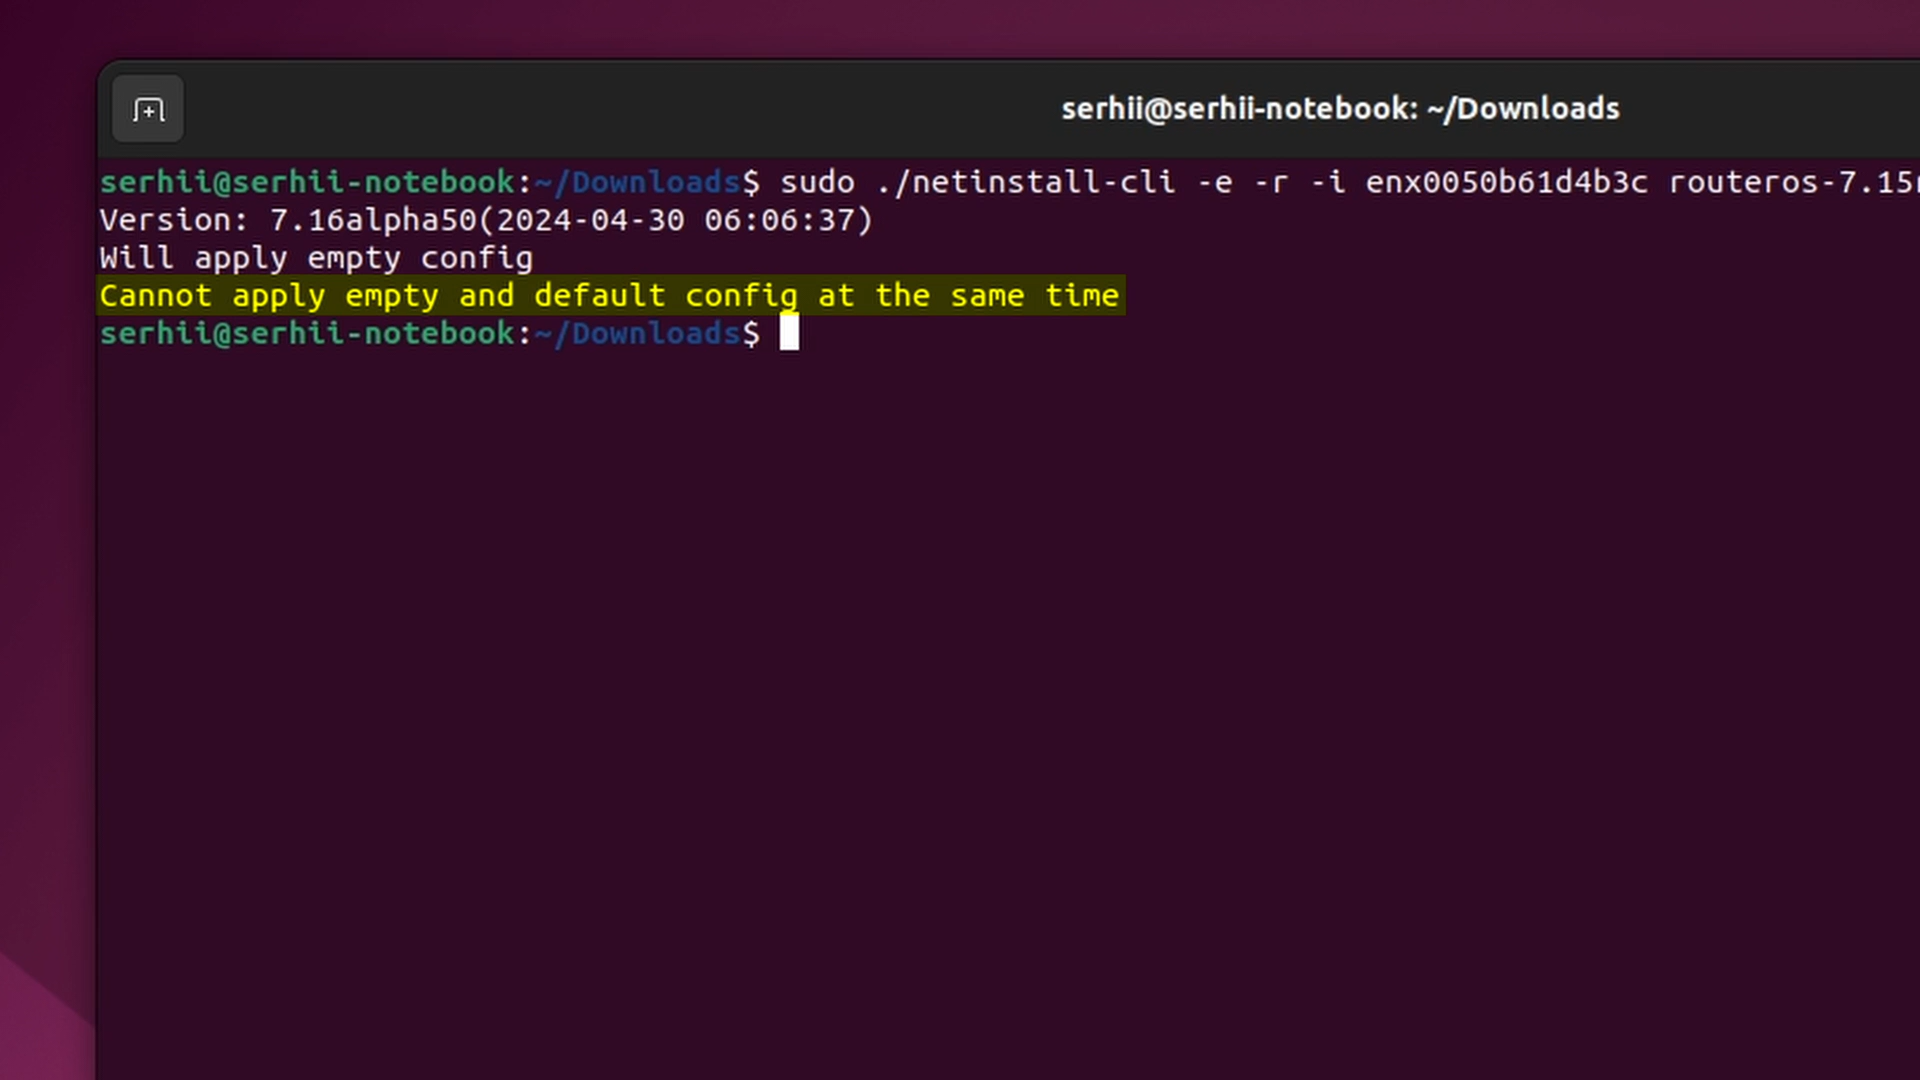 serhii@serhii-notebook: ~/Downloads
serhii@serhii-notebook:~/Downloads$ sudo ./netinstall-cli -e -r -i enx0050b61d4b3c routeros-7.15
Version: 7.16alpha50(2024-04-30 06:06:37)
Will apply empty config
Cannot apply empty and default config at the same time
serhii@serhii-notebook:~/Downloads$